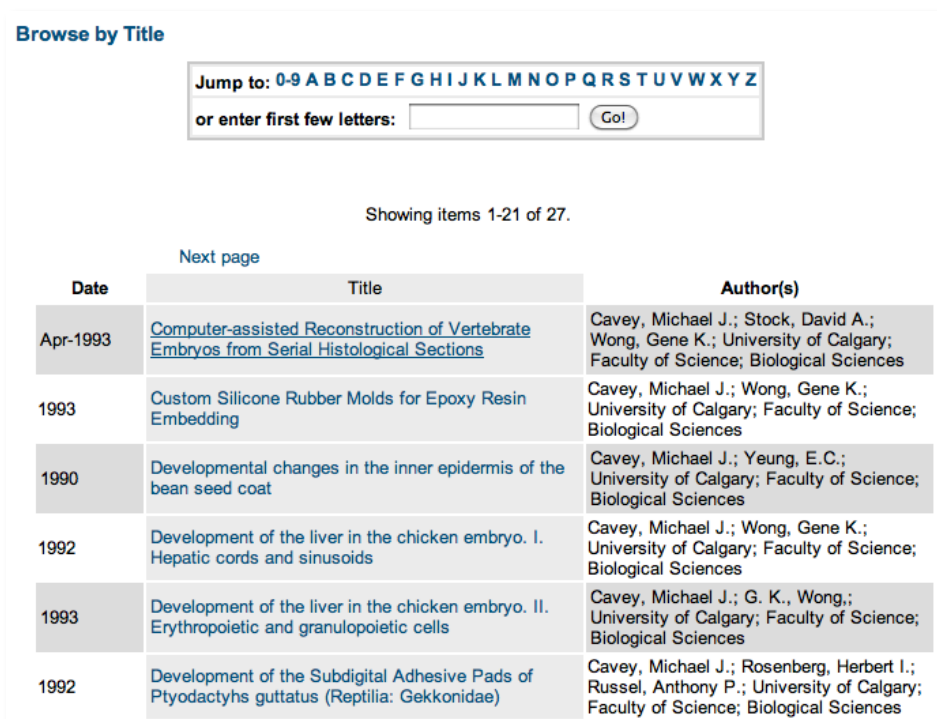 Browse by Title
Jump to: 0-9 A B C D E F G H I J K L M N O P Q R S T U V W X Y Z
or enter first few letters: Go!
Showing items 1-21 of 27.
Next page
Date Title Author(s)
Apr-1993
Computer-assisted Reconstruction of Vertebrate
Embryos from Serial Histological Sections
Cavey, Michael J.; Stock, David A.;
Wong, Gene K.; University of Calgary;
Faculty of Science; Biological Sciences
1993
Custom Silicone Rubber Molds for Epoxy Resin
Embedding
Cavey, Michael J.; Wong, Gene K.;
University of Calgary; Faculty of Science;
Biological Sciences
1990
Developmental changes in the inner epidermis of the
bean seed coat
Cavey, Michael J.; Yeung, E.C.;
University of Calgary; Faculty of Science;
Biological Sciences
1992
Development of the liver in the chicken embryo. I.
Hepatic cords and sinusoids
Cavey, Michael J.; Wong, Gene K.;
University of Calgary; Faculty of Science;
Biological Sciences
1993
Development of the liver in the chicken embryo. II.
Erythropoietic and granulopoietic cells
Cavey, Michael J.; G. K., Wong,;
University of Calgary; Faculty of Science;
Biological Sciences
1992
Development of the Subdigital Adhesive Pads of
Ptyodactyhs guttatus (Reptilia: Gekkonidae)
Cavey, Michael J.; Rosenberg, Herbert I.;
Russel, Anthony P.; University of Calgary;
Faculty of Science; Biological Sciences